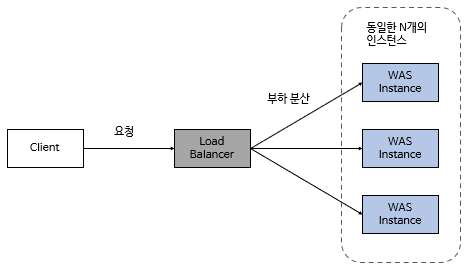 동일한 N개의
인스턴스
WAS
Instance
부하 분산
요청
Client
Load
Balancer
WAS
Instance
WAS
Instance